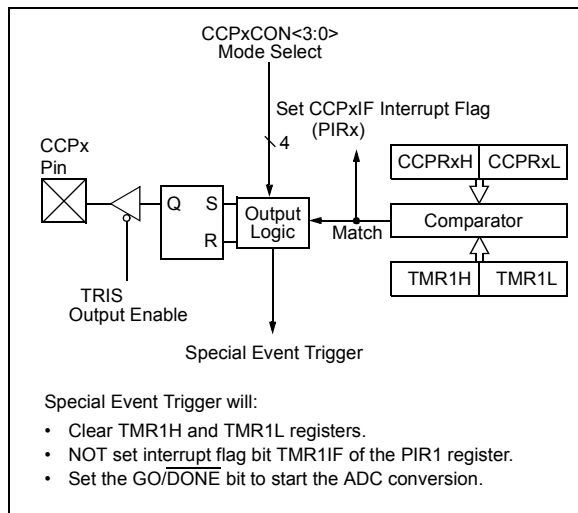 CCPxCON<3:0>
Mode Select
Set CCPxIF Interrupt Flag
(PIRx)
4
CCPx
Pin
CCPRxH CCPRxL
Q S
R
Output
Logic
Match
Comparator
TRIS
Output Enable
TMR1H TMR1L
Special Event Trigger
Special Event Trigger will:
• Clear TMR1H and TMR1L registers.
• NOT set interrupt flag bit TMR1IF of the PIR1 register.
• Set the GO/DONE bit to start the ADC conversion.